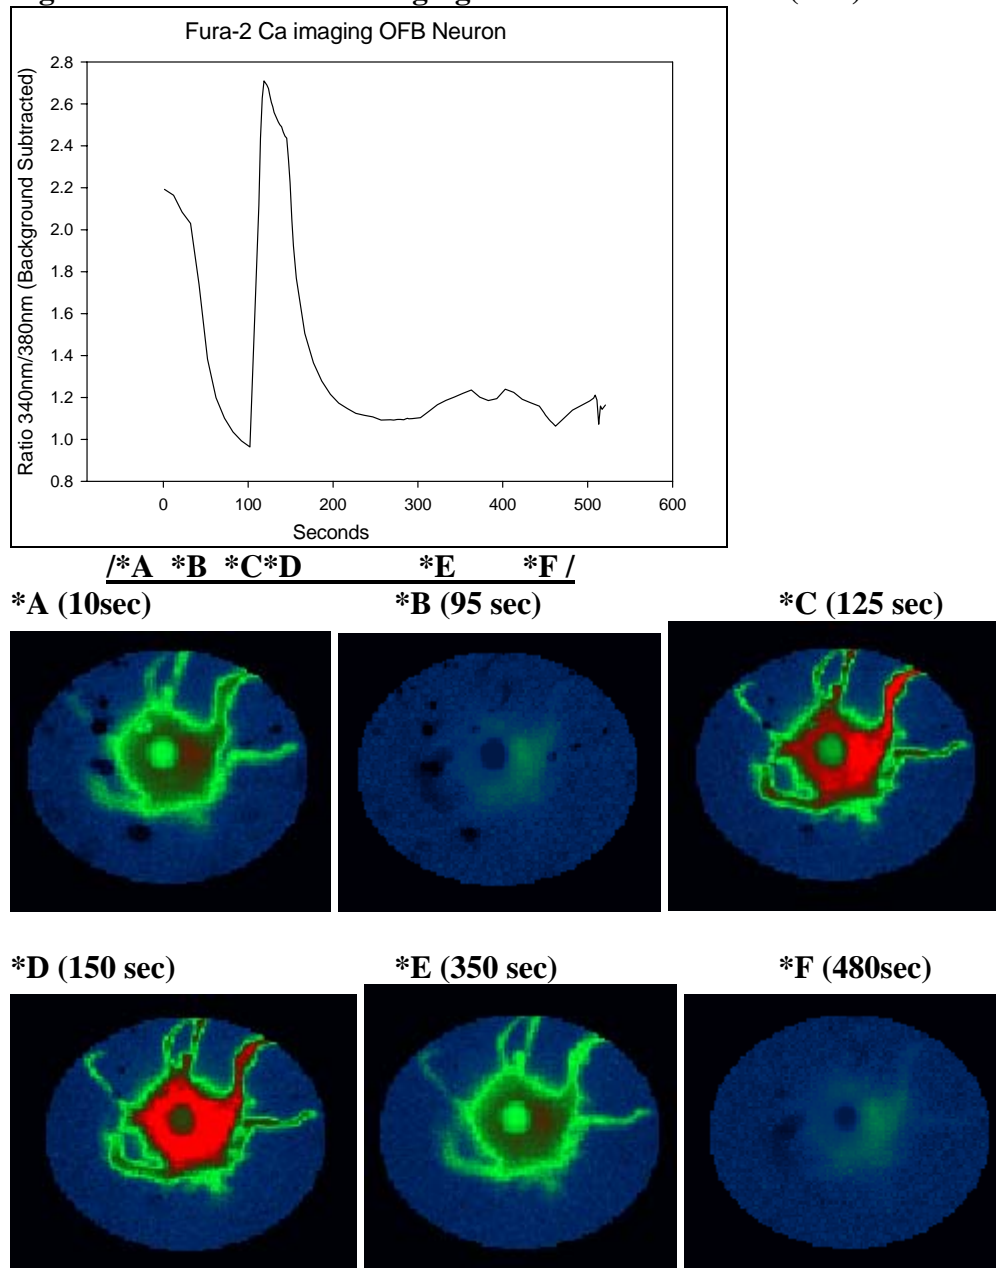 Fura-2 Ca imaging OFB Neuron
Ratio 340nm/380nm (Background Subtracted)
2.8
2.6
2.4
2.2
2.0
1.8
1.6
1.4
1.2
1.0
0.8
0 100 200 300 400 500 600
Seconds
/*A *B *C*D *E *F /
*A (10sec) *B (95 sec) *C (125 sec)
*D (150 sec) *E (350 sec) *F (480sec)